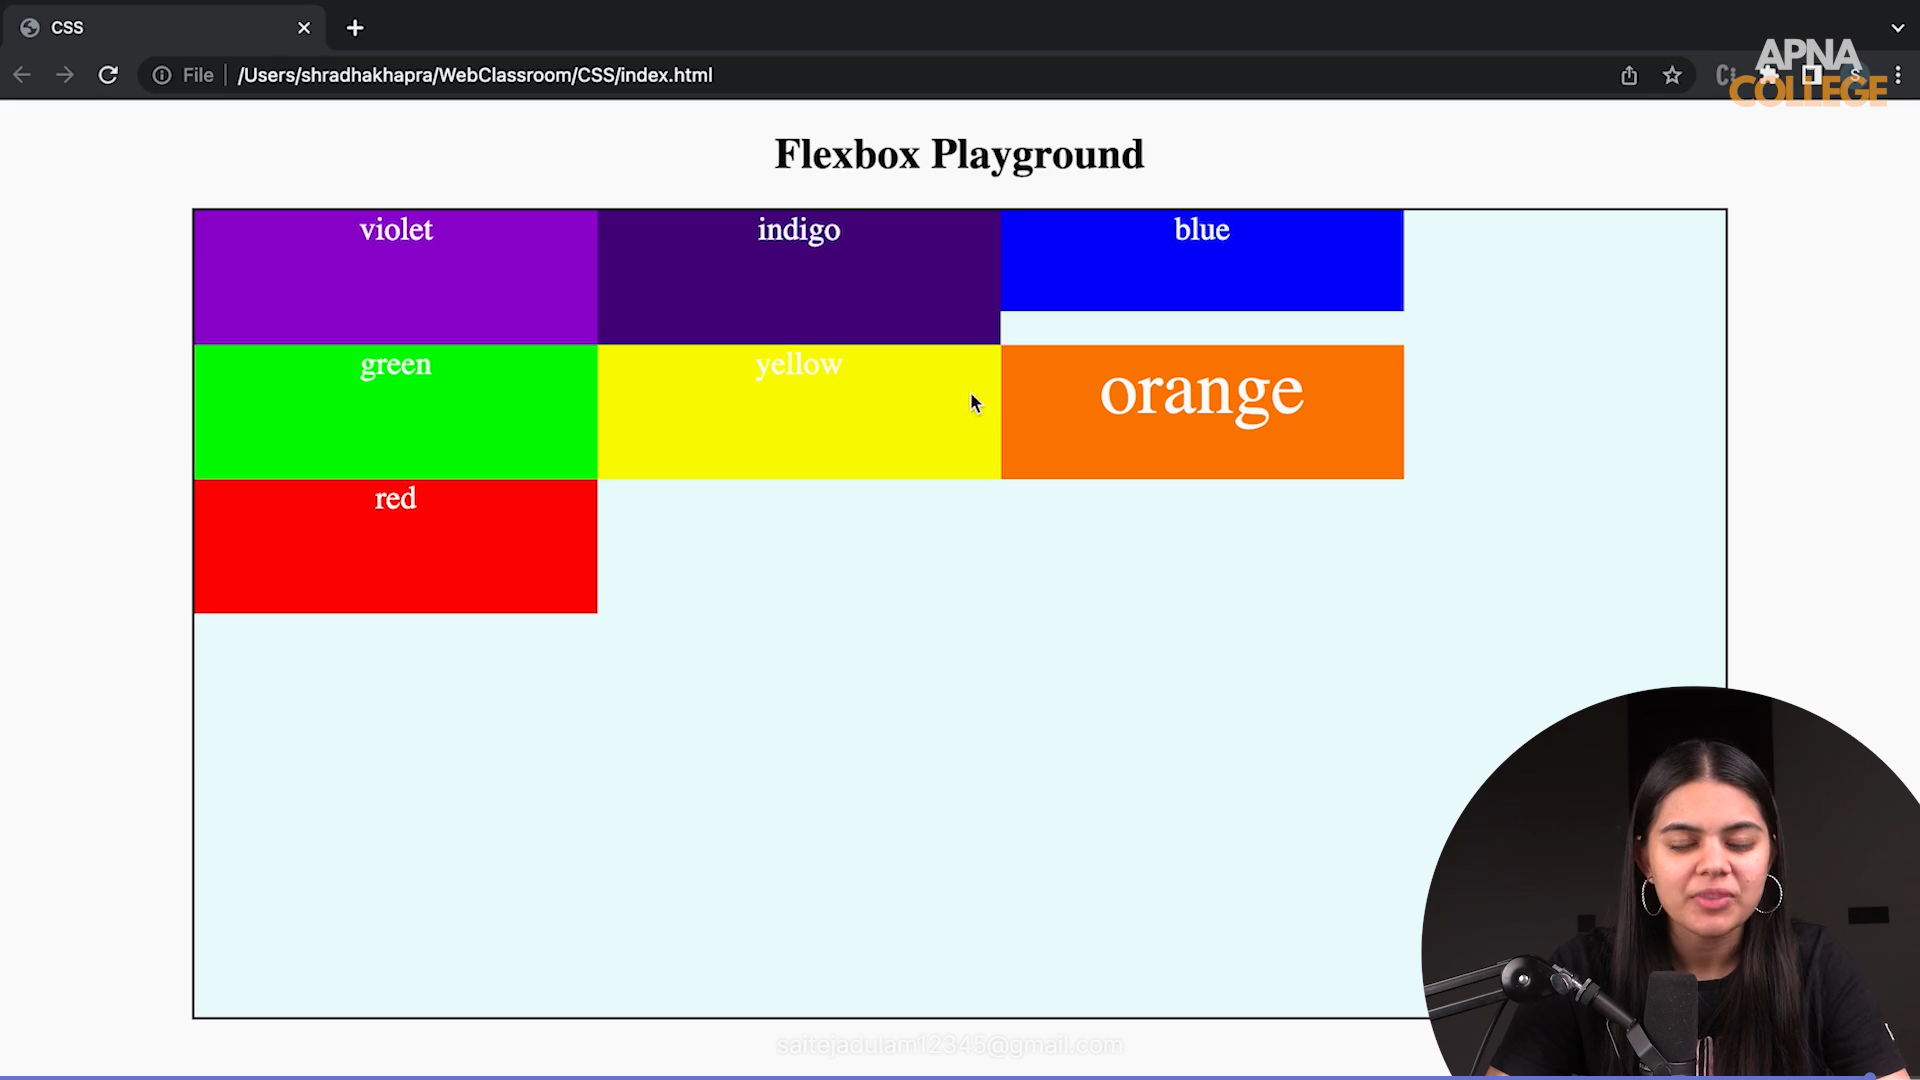 CSS
File
/Users/shradhakhapra/WebClassroom/CSS/index.html
S
APNA
COLLEGE
Flexbox Playground
violet
indigo
blue
green
yellow
orange
red
saitejadulam12345@gmail.com